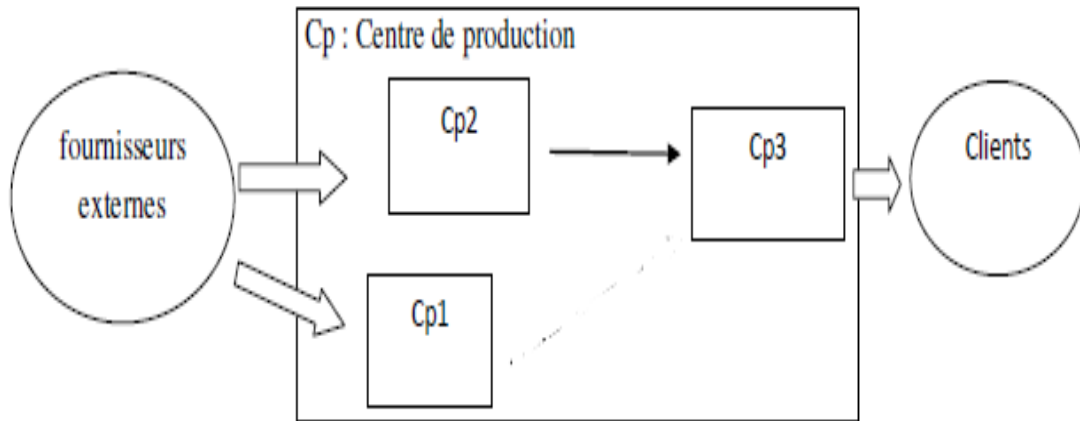 Cp : Centre de production
fournisseurs
externes
Cp2
Cp3
Clients
Cp1